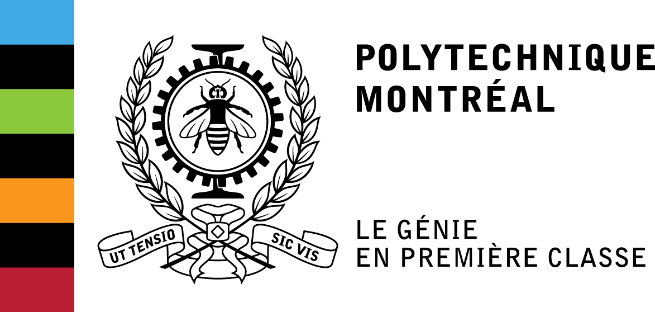 POLYTECHNIQUE
MONTRÉAL
UT TENSIO SIC VIS
LE GÉNIE
EN PREMIÈRE CLASSE